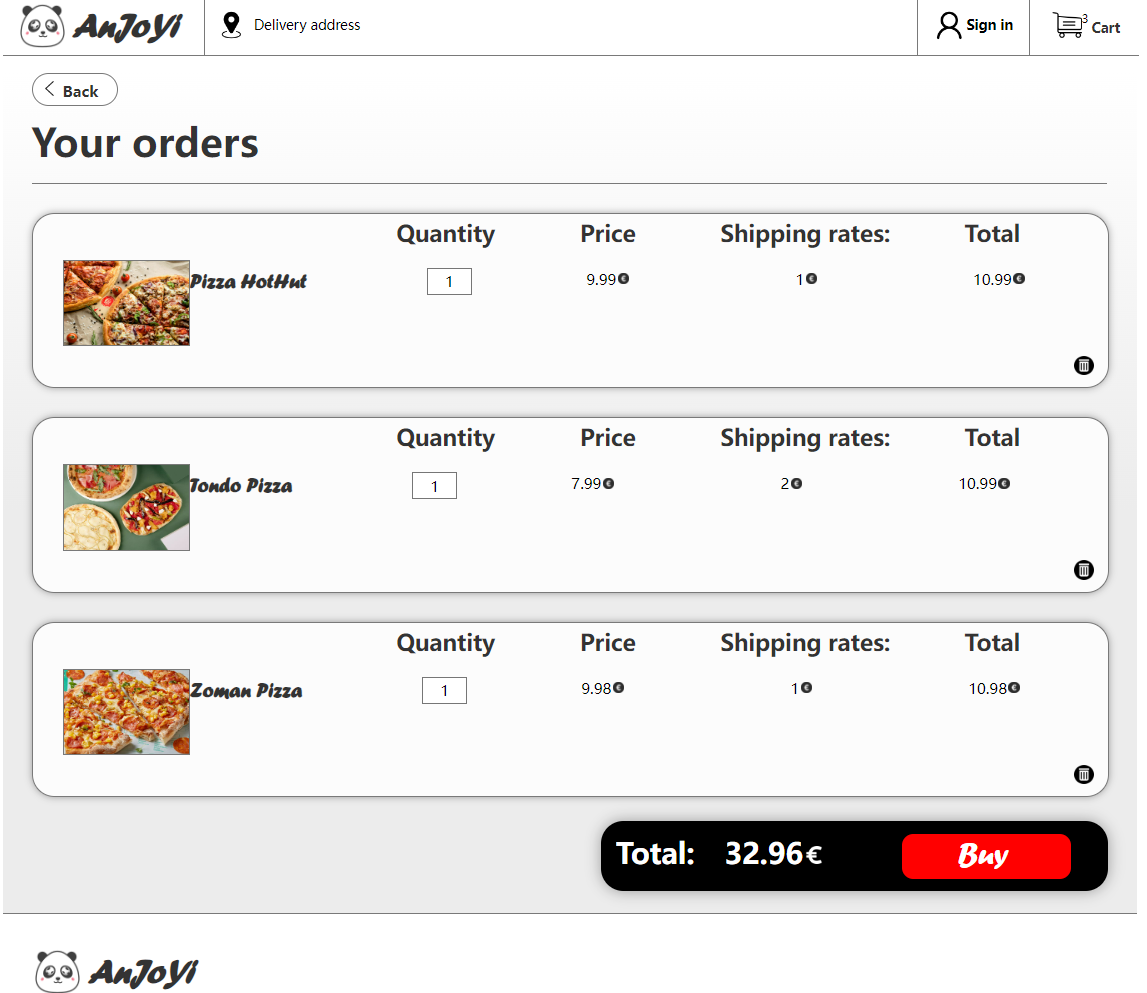 AnJoYi
Delivery address
Sign in
3
Cart
Back
Your orders
Quantity Price Shipping rates: Total
Pizza HotHut 1 9.99€ 1€ 10.99€
Quantity Price Shipping rates: Total
Tondo Pizza 1 7.99€ 2€ 10.99€
Quantity Price Shipping rates: Total
Zoman Pizza 1 9.98€ 1€ 10.98€
Total: 32.96€ Buy
AnJoYi